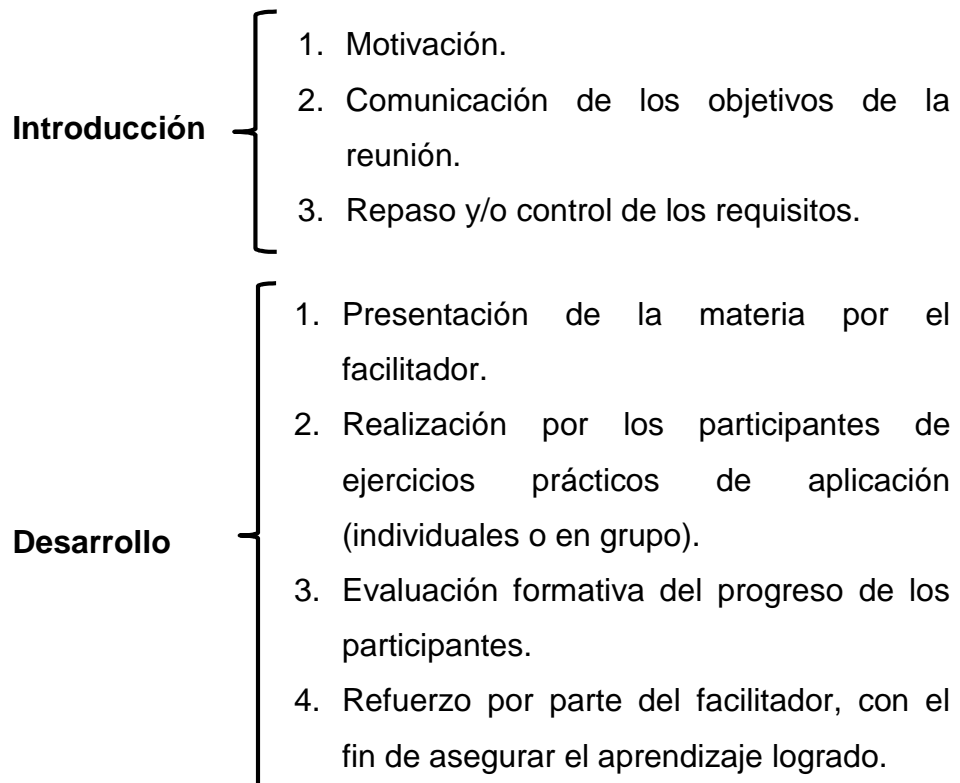 Introducción
1. Motivación.
2. Comunicación de los objetivos de la
reunión.
3. Repaso y/o control de los requisitos.
Desarrollo
1. Presentación de la materia por el
facilitador.
2. Realización por los participantes de
ejercicios prácticos de aplicación
(individuales o en grupo).
3. Evaluación formativa del progreso de los
participantes.
4. Refuerzo por parte del facilitador, con el
fin de asegurar el aprendizaje logrado.